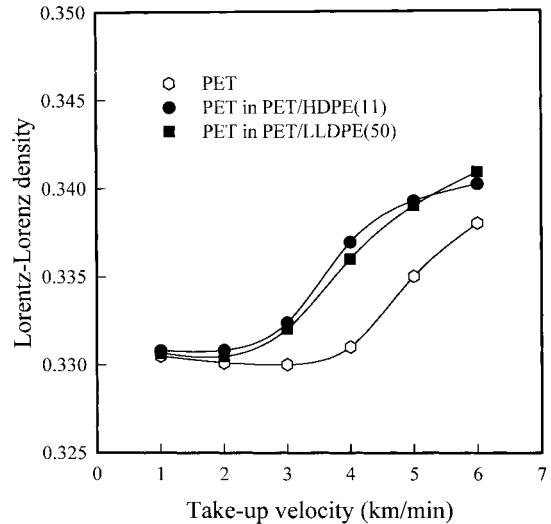 0.350
0.345
0.340
0.335
0.330
0.325
Lorentz-Lorenz density
PET
PET in PET/HDPE(11)
PET in PET/LLDPE(50)
0 1 2 3 4 5 6 7
Take-up velocity (km/min)